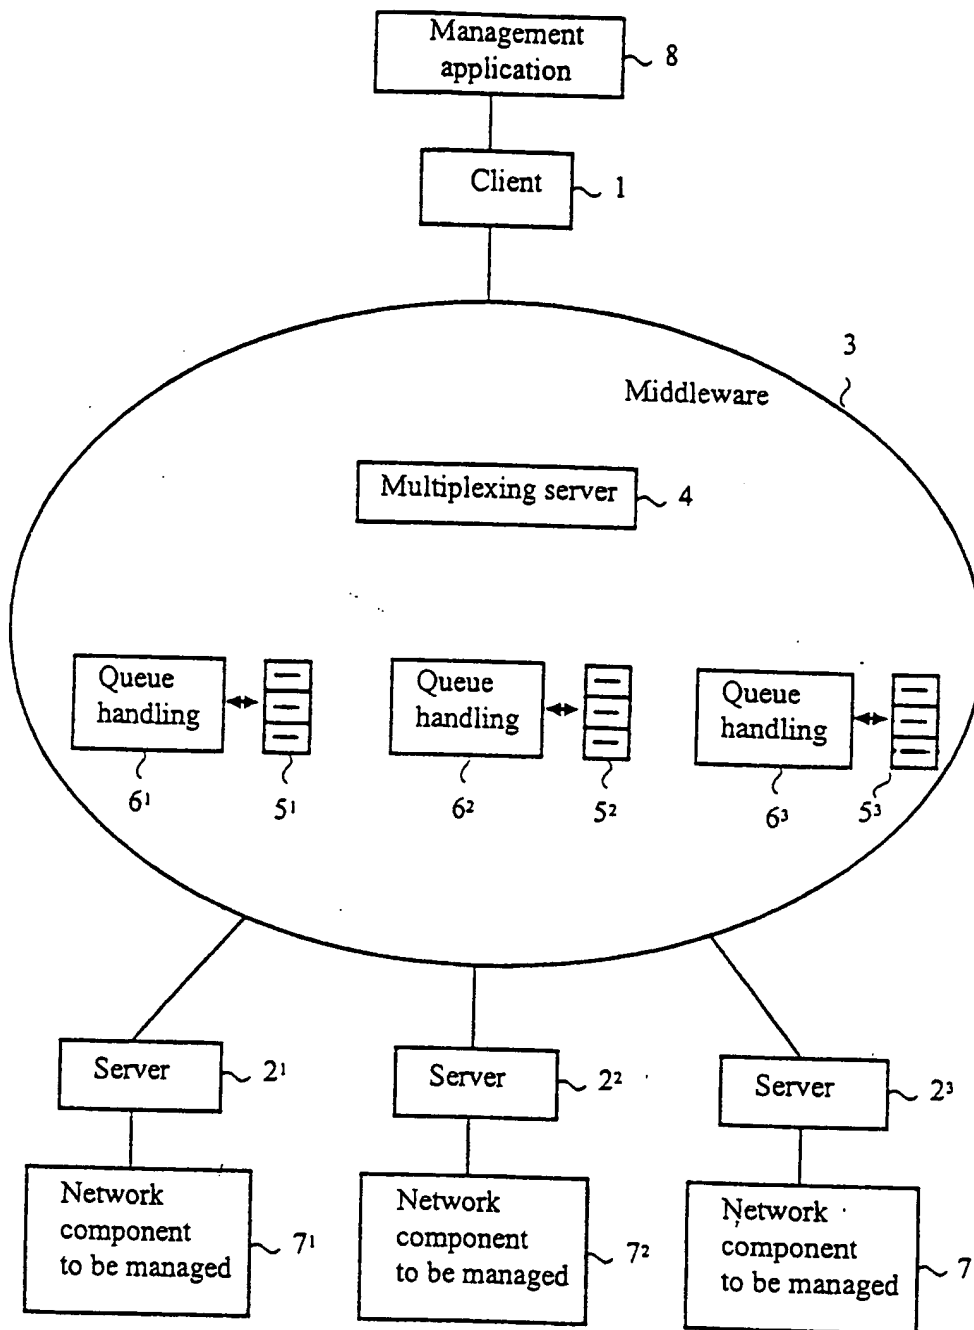 Management
application
8
Client
1
3
Middleware
Multiplexing server
4
Queue
handling
Queue
handling
Queue
handling
6¹
5¹
6²
5²
6³
5³
Server
2¹
Server
2²
Server
2³
Network
component
to be managed
7¹
Network
component
to be managed
7²
Network
component
to be managed
7